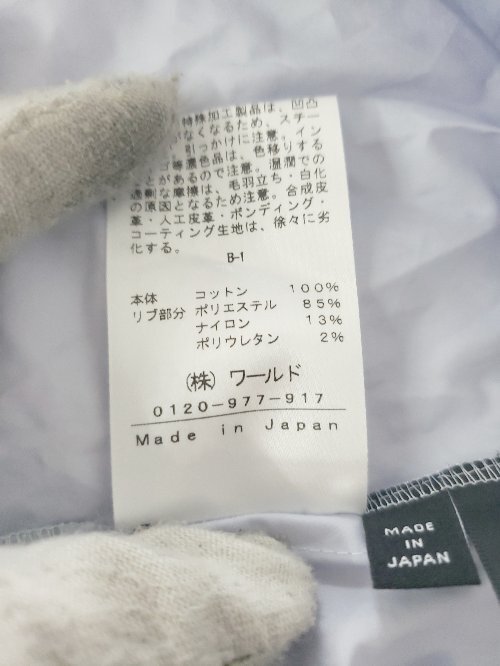 特殊加工製品は、凹凸
がなくなるため、スチー
引っかけに注意。イン
等濃色品は、色移りする
とがあるので注意。湿潤での
過剰な摩擦は、毛羽立ち・白化
の原因となるため注意。合成皮
革・人工皮革・ボンディング・
コーティング生地は、徐々に劣
化する。
B-1
本体 コットン 100%
リブ部分 ポリエステル 85%
ナイロン 13%
ポリウレタン 2%
(株) ワールド
0120-977-917
Made in Japan
MADE
IN
JAPAN